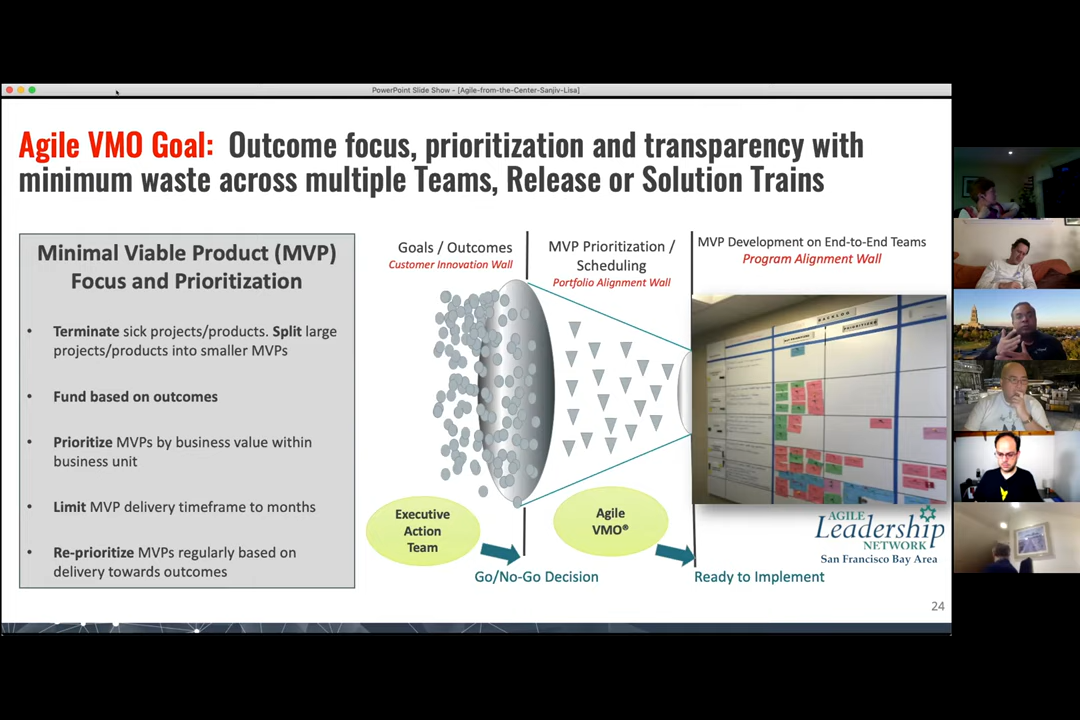 PowerPoint Slide Show - [Agile-from-the-Center-Sanjiv-Lisa]
Agile VMO Goal: Outcome focus, prioritization and transparency with
minimum waste across multiple Teams, Release or Solution Trains
Minimal Viable Product (MVP)
Focus and Prioritization
• Terminate sick projects/products. Split large
projects/products into smaller MVPs
• Fund based on outcomes
• Prioritize MVPs by business value within
business unit
• Limit MVP delivery timeframe to months
• Re-prioritize MVPs regularly based on
delivery towards outcomes
Goals / Outcomes
Customer Innovation Wall
MVP Prioritization /
Scheduling
Portfolio Alignment Wall
MVP Development on End-to-End Teams
Program Alignment Wall
BACKLOG
PRIORITIZED
Executive
Action
Team
Agile
VMO®
Go/No-Go Decision
Ready to Implement
AGILE
Leadership
NETWORK
San Francisco Bay Area
24